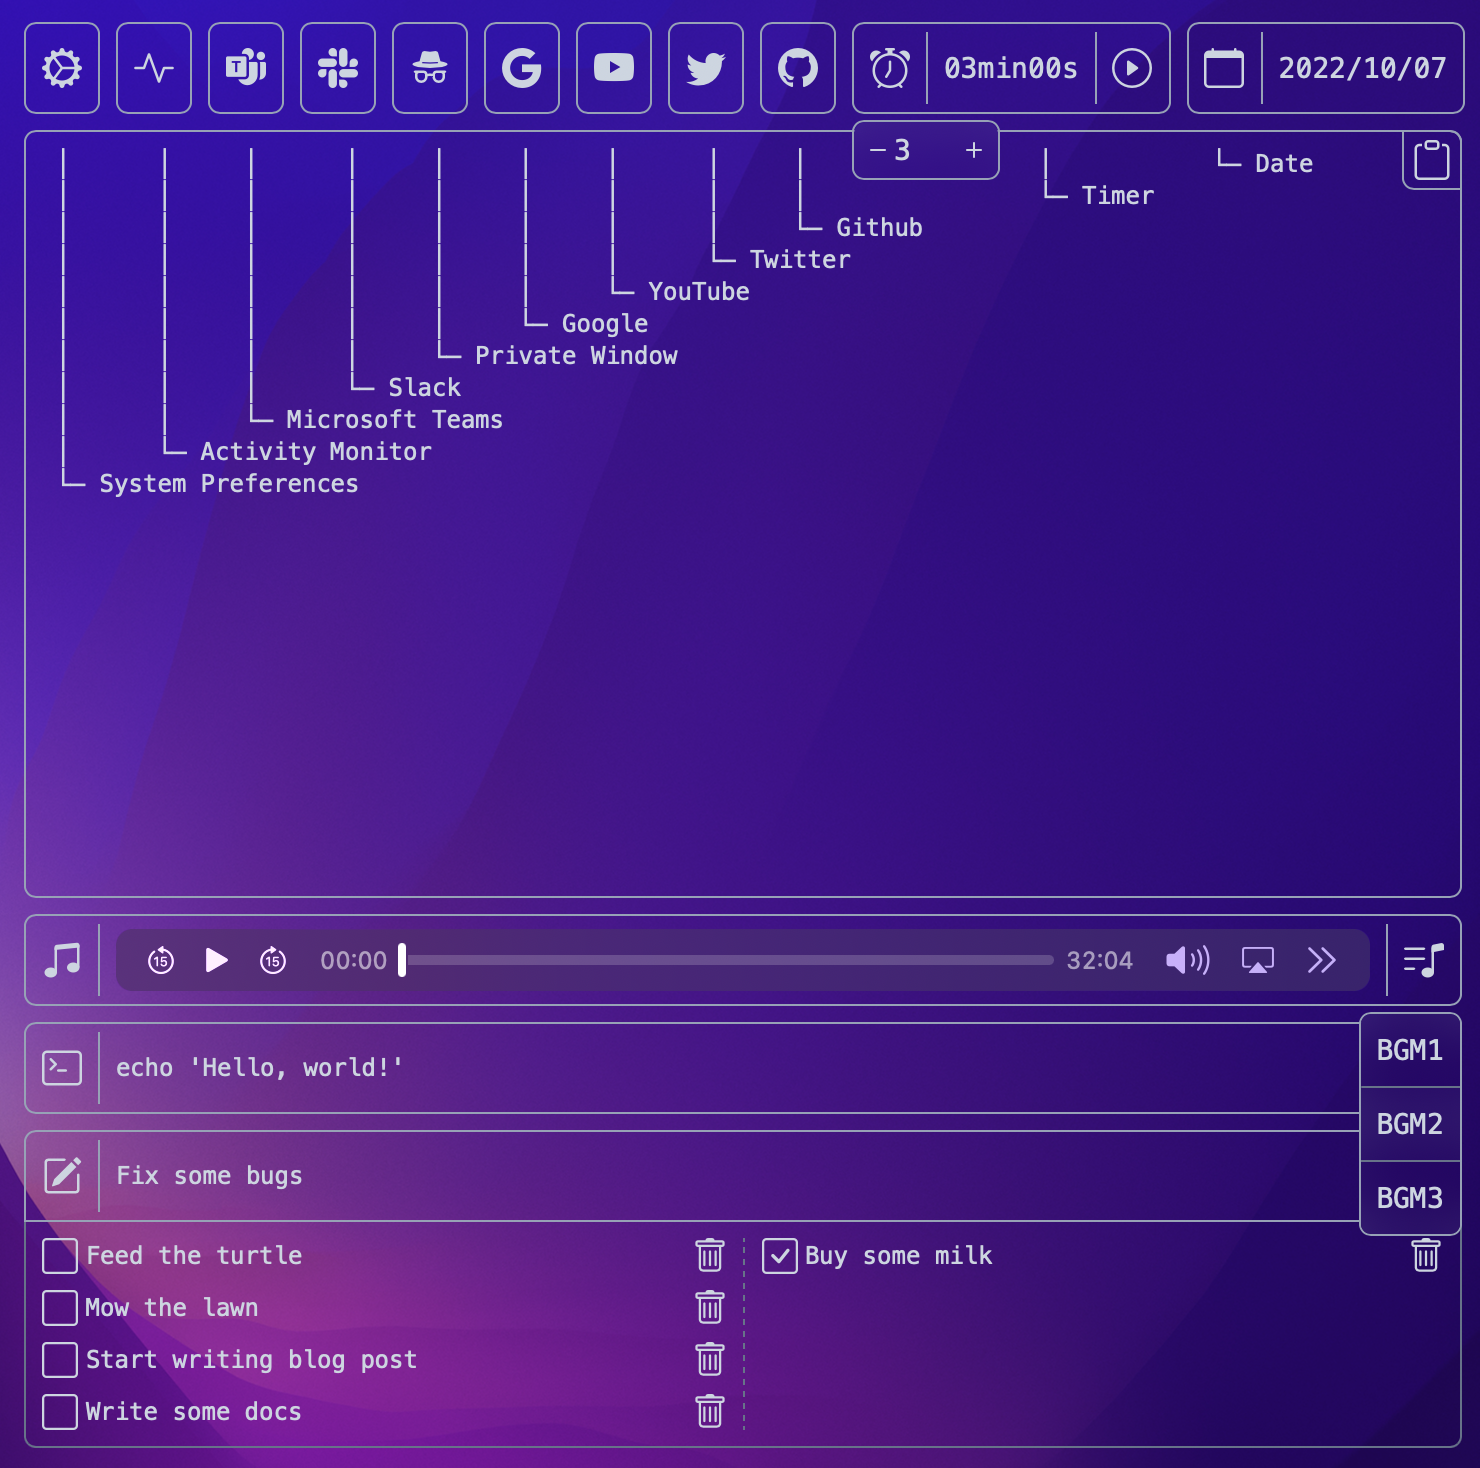 03min00s
2022/10/07
3
Date
Timer
Github
Twitter
YouTube
Google
Private Window
Slack
Microsoft Teams
Activity Monitor
System Preferences
15
15
00:00
32:04
echo 'Hello, world!'
BGM1
BGM2
BGM3
Fix some bugs
Feed the turtle
Mow the lawn
Start writing blog post
Write some docs
Buy some milk